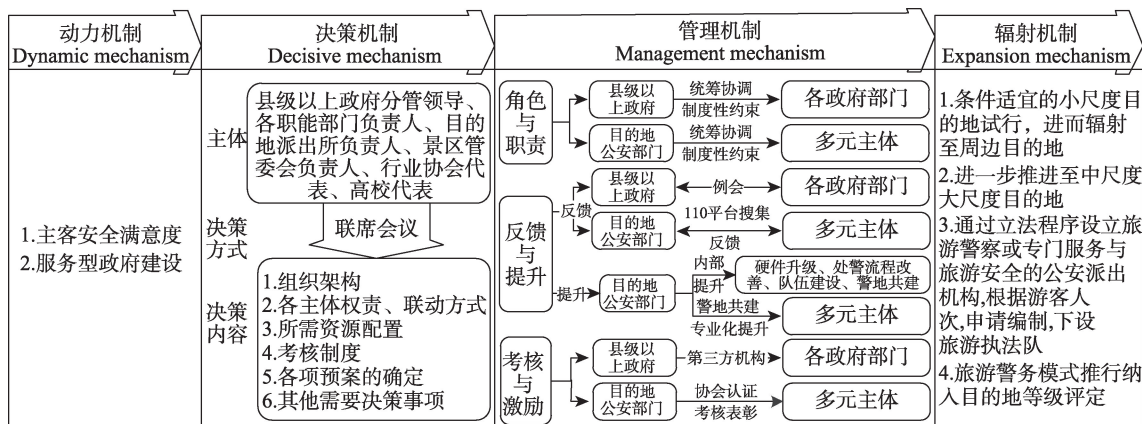 动力机制
Dynamic mechanism
决策机制
Decisive mechanism
管理机制
Management mechanism
辐射机制
Expansion mechanism
1.主客安全满意度
2.服务型政府建设
主体
县级以上政府分管领导、
各职能部门负责人、目的
地派出所负责人、景区管
委会负责人、行业协会代
表、高校代表
决策
方式
联席会议
决策
内容
1.组织架构
2.各主体权责、联动方式
3.所需资源配置
4.考核制度
5.各项预案的确定
6.其他需要决策事项
角色
与
职责
县级以
上政府
统筹协调
制度性约束
各政府部门
目的地
公安部门
统筹协调
制度性约束
多元主体
反馈
与
提升
反馈
县级以
上政府
例会
各政府部门
目的地
公安部门
110平台搜集
反馈
多元主体
提升
目的地
公安部门
内部
提升
硬件升级、处警流程改
善、队伍建设、警地共建
警地共建
专业化提升
多元主体
考核
与
激励
县级以
上政府
第三方机构
各政府部门
目的地
公安部门
协会认证
考核表彰
多元主体
1.条件适宜的小尺度目
的地试行，进而辐射
至周边目的地
2.进一步推进至中尺度
大尺度目的地
3.通过立法程序设立旅
游警察或专门服务与
旅游安全的公安派出
机构,根据游客人
次,申请编制,下设
旅游执法队
4.旅游警务模式推行纳
入目的地等级评定